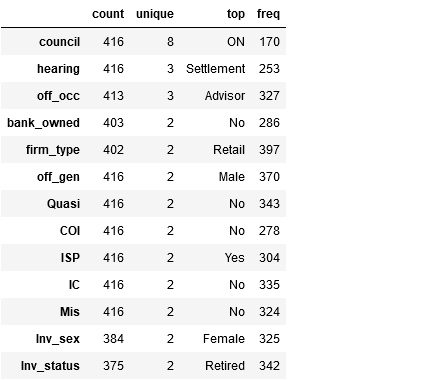 count unique top freq
council 416 8 ON 170
hearing 416 3 Settlement 253
off_occ 413 3 Advisor 327
bank_owned 403 2 No 286
firm_type 402 2 Retail 397
off_gen 416 2 Male 370
Quasi 416 2 No 343
COI 416 2 No 278
ISP 416 2 Yes 304
IC 416 2 No 335
Mis 416 2 No 324
Inv_sex 384 2 Female 325
Inv_status 375 2 Retired 342